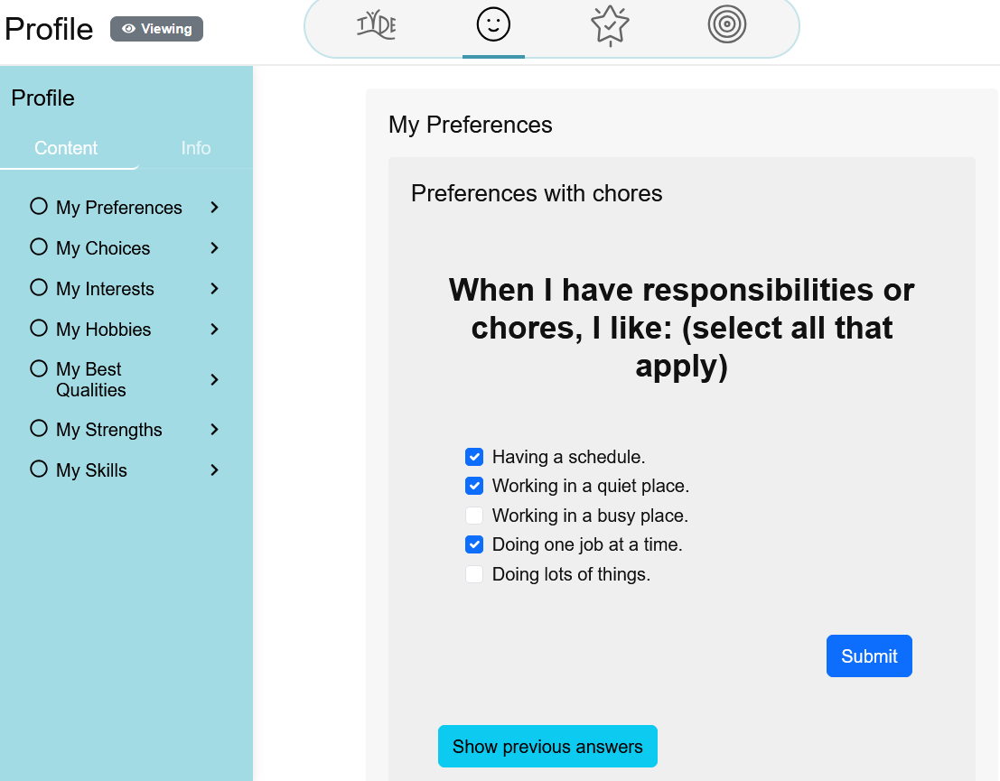 Profile
Viewing
TYDE
Profile
Content
Info
My Preferences
My Choices
My Interests
My Hobbies
My Best
Qualities
My Strengths
My Skills
My Preferences
Preferences with chores
When I have responsibilities or
chores, I like: (select all that
apply)
Having a schedule.
Working in a quiet place.
Working in a busy place.
Doing one job at a time.
Doing lots of things.
Submit
Show previous answers